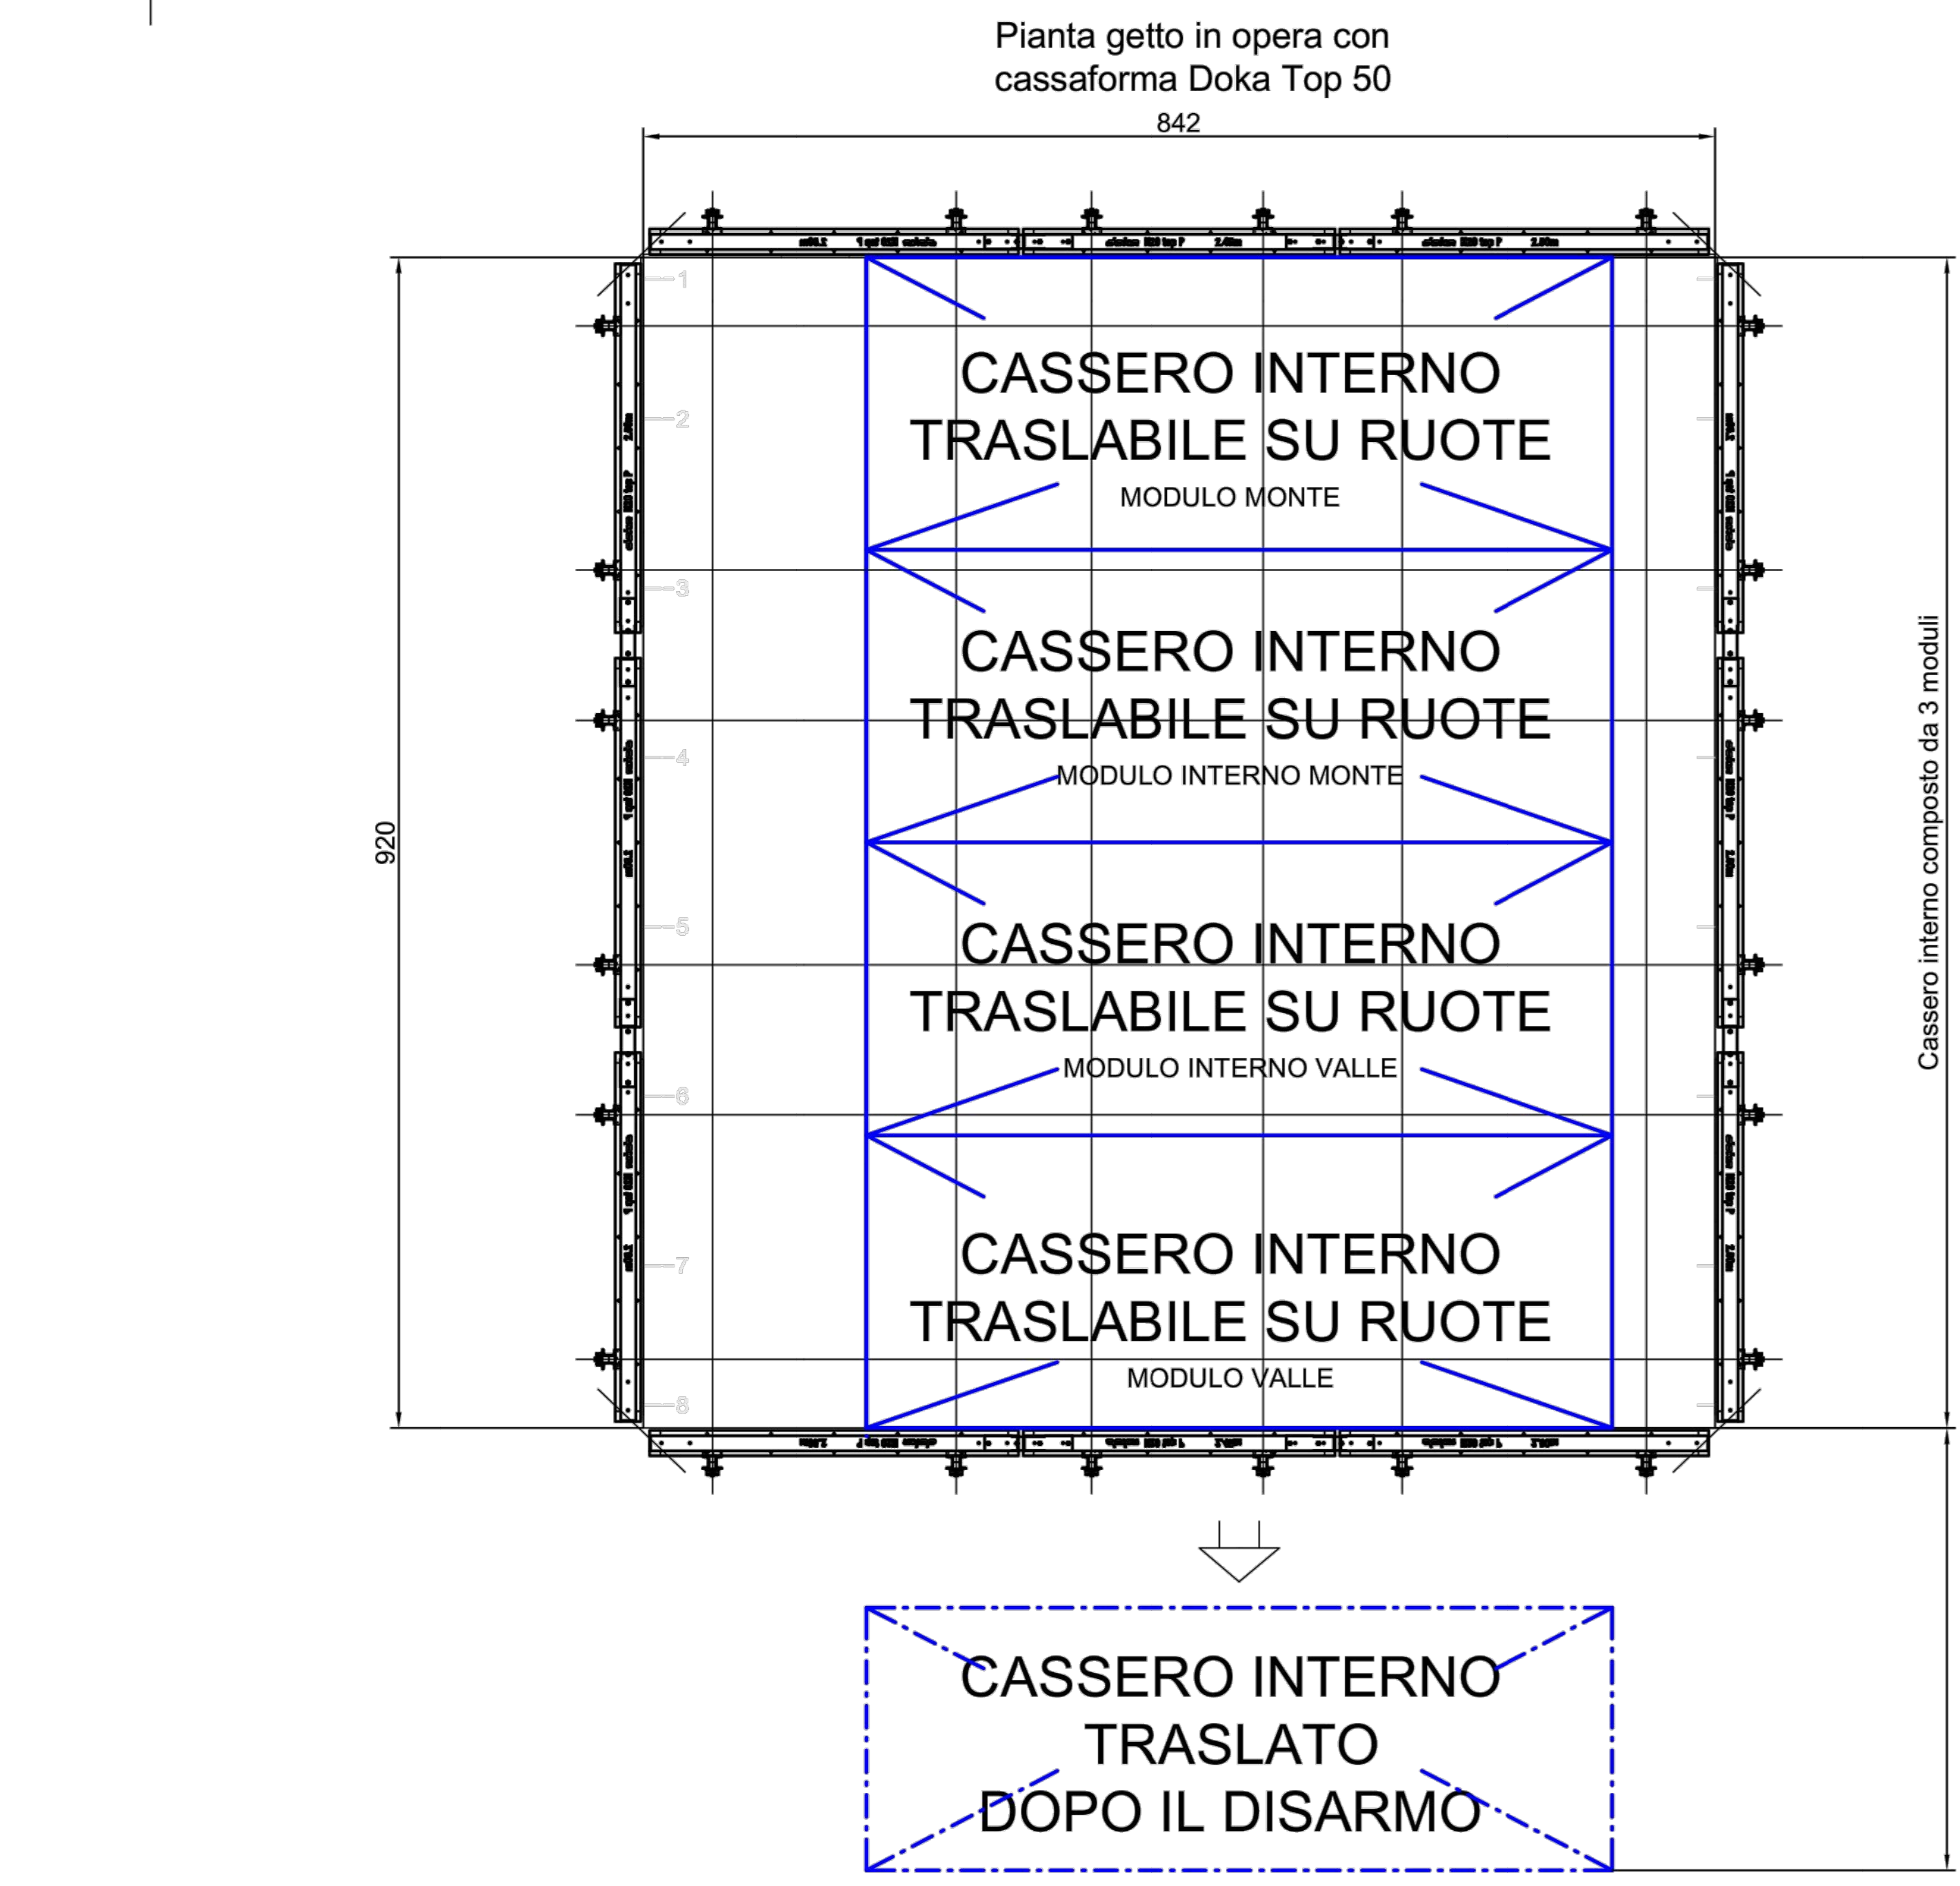 Pianta getto in opera con
cassaforma Doka Top 50
842
1
2
3
4
5
6
7
8
920
CASSERO INTERNO
TRASLABILE SU RUOTE
MODULO MONTE
CASSERO INTERNO
TRASLABILE SU RUOTE
MODULO INTERNO MONTE
CASSERO INTERNO
TRASLABILE SU RUOTE
MODULO INTERNO VALLE
CASSERO INTERNO
TRASLABILE SU RUOTE
MODULO VALLE
Cassero interno composto da 3 moduli
CASSERO INTERNO
TRASLATO
DOPO IL DISARMO